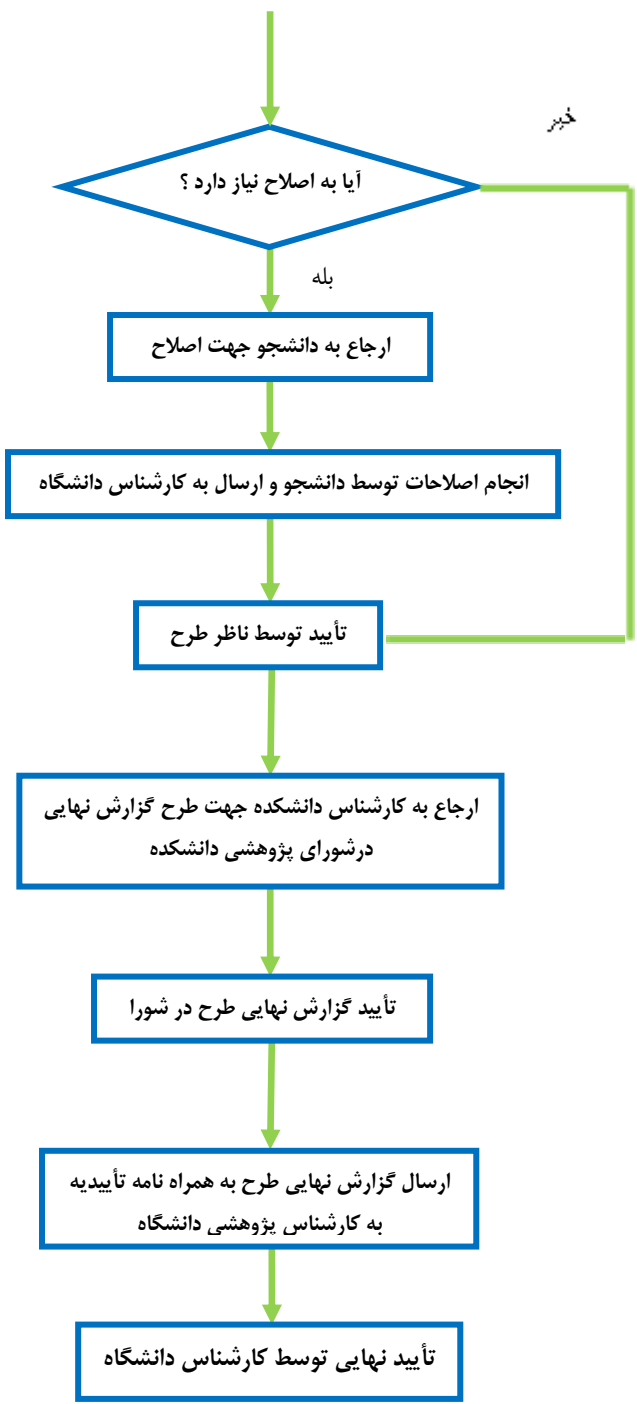 خیر
آیا به اصلاح نیاز دارد ؟
بله
ارجاع به دانشجو جهت اصلاح
انجام اصلاحات توسط دانشجو و ارسال به کارشناس دانشگاه
تأیید توسط ناظر طرح
ارجاع به کارشناس دانشکده جهت طرح گزارش نهایی
درشورای پژوهشی دانشکده
تأیید گزارش نهایی طرح در شورا
ارسال گزارش نهایی طرح به همراه نامه تأییدیه
به کارشناس پژوهشی دانشگاه
تأیید نهایی توسط کارشناس دانشگاه